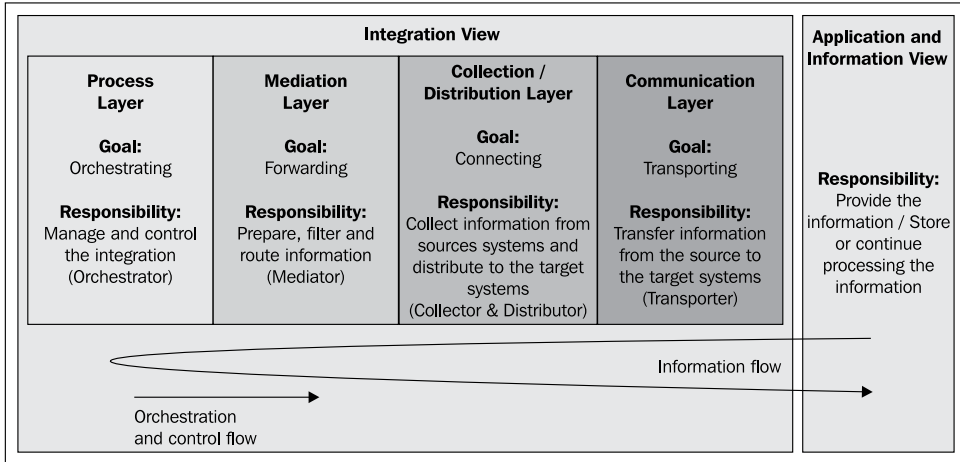 Integration View
Process
Layer
Goal:
Orchestrating
Responsibility:
Manage and control
the integration
(Orchestrator)
Mediation
Layer
Goal:
Forwarding
Responsibility:
Prepare, filter and
route information
(Mediator)
Collection /
Distribution Layer
Goal:
Connecting
Responsibility:
Collect information from
sources systems and
distribute to the target
systems
(Collector & Distributor)
Communication
Layer
Goal:
Transporting
Responsibility:
Transfer information
from the source to
the target systems
(Transporter)
Application and
Information View
Responsibility:
Provide the
information / Store
or continue
processing the
information
Information flow
Orchestration
and control flow